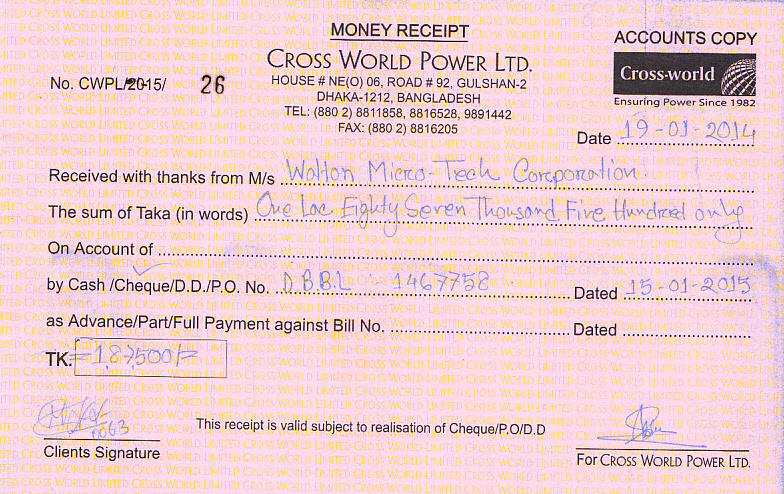 MONEY RECEIPT
ACCOUNTS COPY
CROSS WORLD POWER LTD.
HOUSE # NE(O) 06, ROAD # 92, GULSHAN-2
DHAKA-1212, BANGLADESH
TEL: (880 2) 8811858, 8816528, 9891442
FAX: (880 2) 8816205
No. CWPL/2015/ 26
Cross-world
Ensuring Power Since 1982
Date 19-01-2014
Received with thanks from M/s Walton Micro-Tech Corporation
The sum of Taka (in words) One Lac Eighty Seven Thousand Five Hundred only
On Account of
by Cash /Cheque/D.D./P.O. No. D.B.B.L - 1467758 Dated 15-01-2015
as Advance/Part/Full Payment against Bill No. Dated
TK. =1,87,500/=
Clients Signature
This receipt is valid subject to realisation of Cheque/P.O/D.D
For CROSS WORLD POWER LTD.